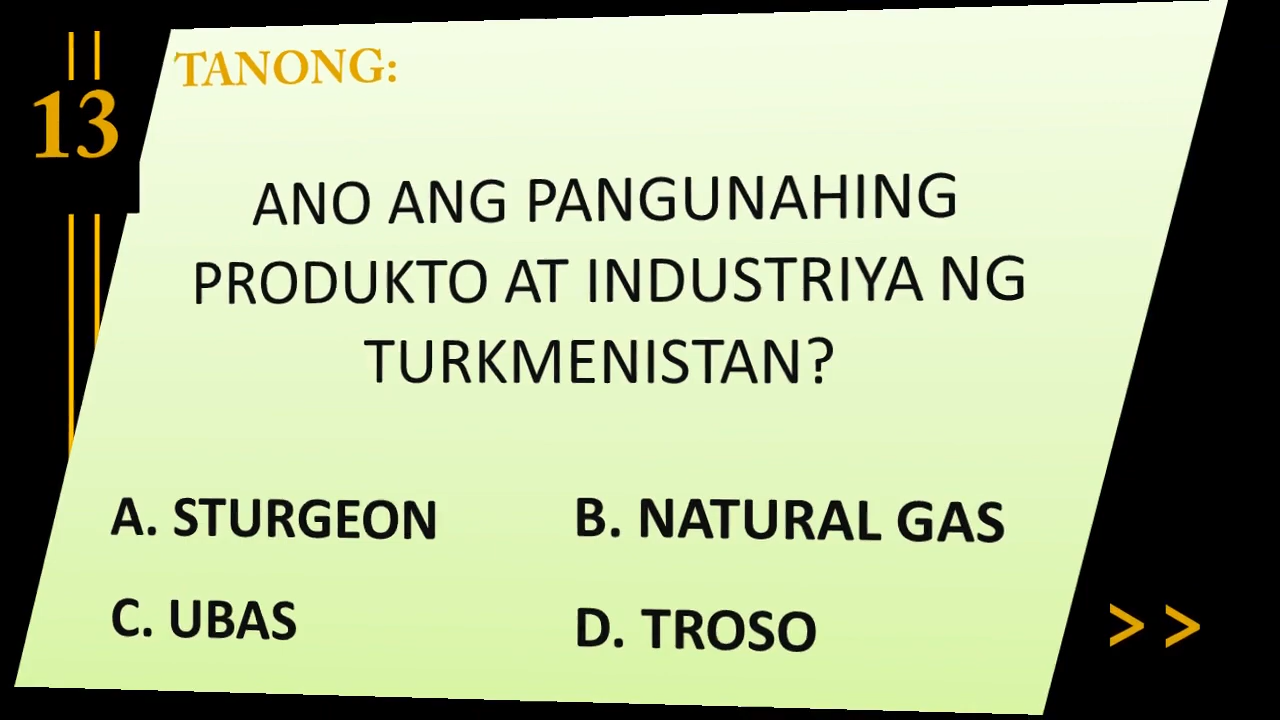 13
TANONG:
ANO ANG PANGUNAHING
PRODUKTO AT INDUSTRIYA NG
TURKMENISTAN?
A. STURGEON
B. NATURAL GAS
C. UBAS
D. TROSO
>>